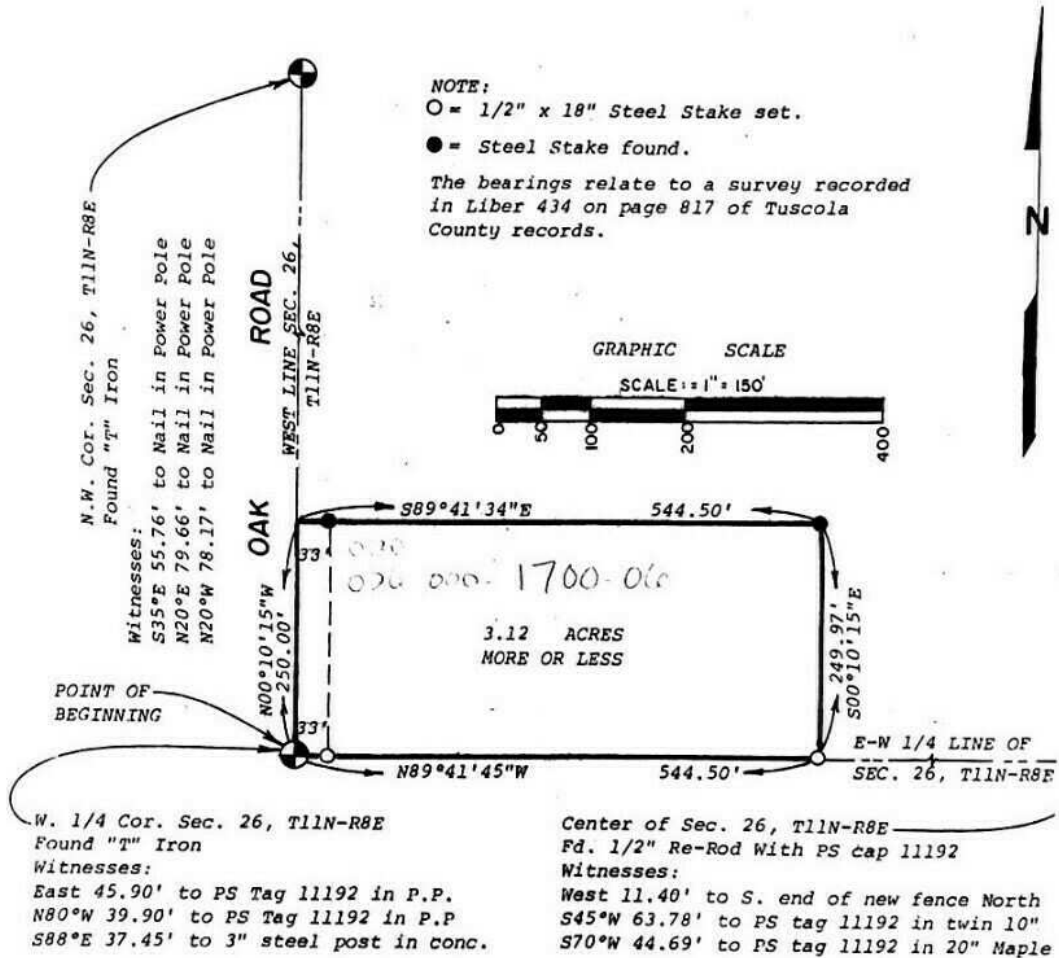 NOTE:
O = 1/2" x 18" Steel Stake set.
● = Steel Stake found.
The bearings relate to a survey recorded
in Liber 434 on page 817 of Tuscola
County records.
N
N.W. Cor. Sec. 26, T11N-R8E
Found "T" Iron
Witnesses:
S35°E 55.76' to Nail in Power Pole
N20°E 79.66' to Nail in Power Pole
N20°W 78.17' to Nail in Power Pole
OAK ROAD
WEST LINE SEC. 26,
T11N-R8E
GRAPHIC SCALE
SCALE: = 1" = 150'
0 50 100 200 400
S89°41'34"E 544.50'
33'
1700-06
3.12 ACRES
MORE OR LESS
N00°10'15"W
250.00'
249.97'
S00°10'15"E
POINT OF
BEGINNING
33'
N89°41'45"W 544.50'
E-W 1/4 LINE OF
SEC. 26, T11N-R8E
W. 1/4 Cor. Sec. 26, T11N-R8E
Found "T" Iron
Witnesses:
East 45.90' to PS Tag 11192 in P.P.
N80°W 39.90' to PS Tag 11192 in P.P
S88°E 37.45' to 3" steel post in conc.
Center of Sec. 26, T11N-R8E
Fd. 1/2" Re-Rod With PS cap 11192
Witnesses:
West 11.40' to S. end of new fence North
S45°W 63.78' to PS tag 11192 in twin 10"
S70°W 44.69' to PS tag 11192 in 20" Maple